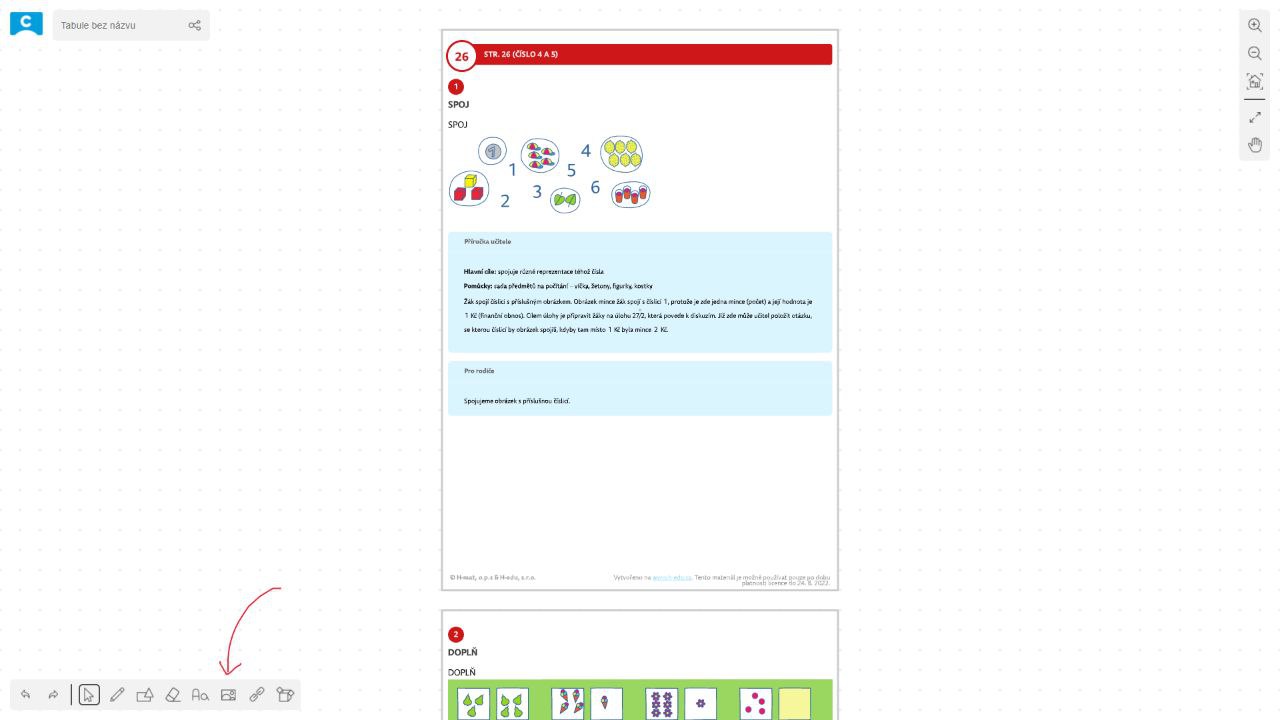 Tabule bez názvu
26
STR. 26 (ČÍSLO 4 A 5)
1
SPOJ
SPOJ
1
4
1
5
2
3
6
Příručka učitele
Hlavní cíle: spojuje různé reprezentace téhož čísla
Pomůcky: sada předmětů na počítání – víčka, žetony, figurky, kostky
Žák spojí číslici s příslušným obrázkem. Obrázek mince žák spojí s číslicí 1, protože je zde jedna mince (počet) a její hodnota je
1 Kč (finanční obnos). Cílem úlohy je připravit žáky na úlohu 27/2, která povede k diskuzím. Již zde může učitel položit otázku,
se kterou číslicí by obrázek spojili, kdyby tam místo 1 Kč byla mince 2 Kč.
Pro rodiče
Spojujeme obrázek s příslušnou číslicí.
© H-mat, o.p.s & H-edu, s.r.o.
Vytvořeno na www.h-edu.cz. Tento materiál je možné používat pouze po dobu
platnosti licence do 24. 8. 2022.
2
DOPLŇ
DOPLŇ